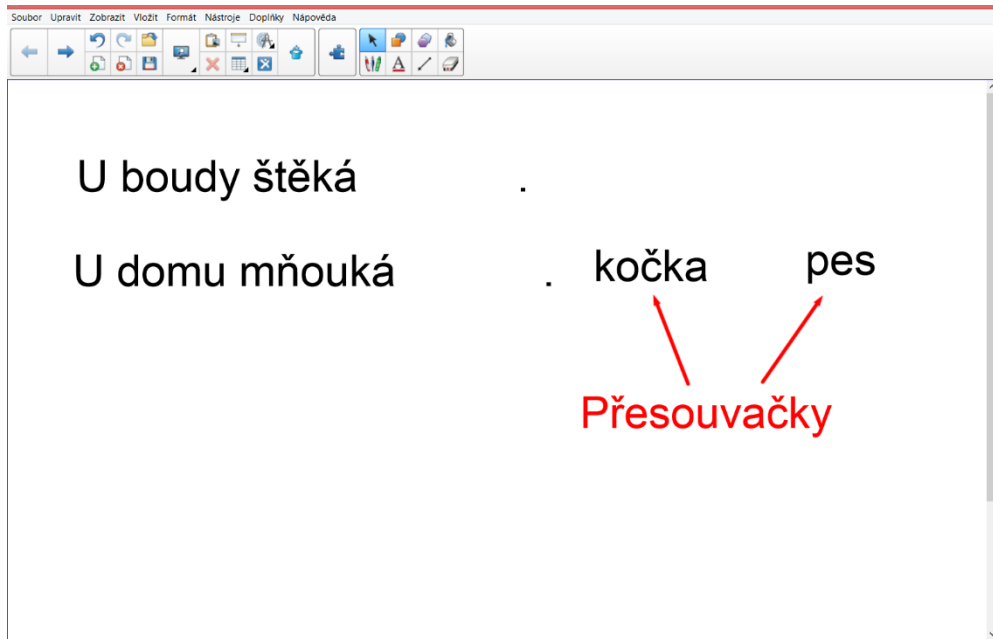 Soubor Upravit Zobrazit Vložit Formát Nástroje Doplňky Nápověda
U boudy štěká .
U domu mňouká . kočka pes
Přesouvačky